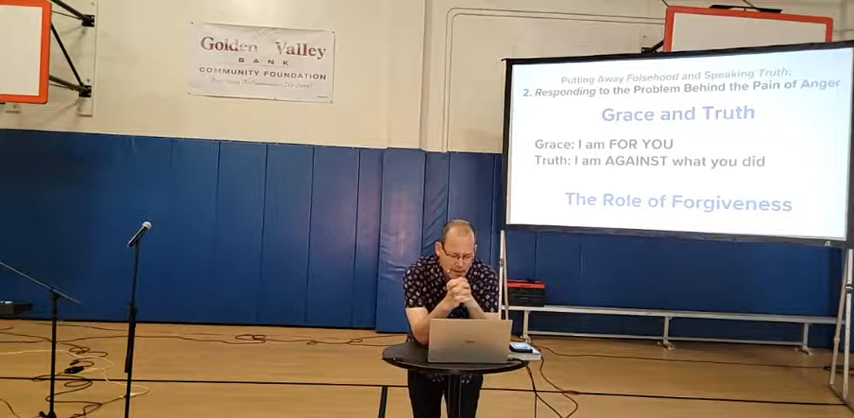 Golden Valley
BANK
COMMUNITY FOUNDATION
Putting Away Falsehood and Speaking Truth:
2. Responding to the Problem Behind the Pain of Anger
Grace and Truth
Grace: I am FOR YOU
Truth: I am AGAINST what you did
The Role of Forgiveness